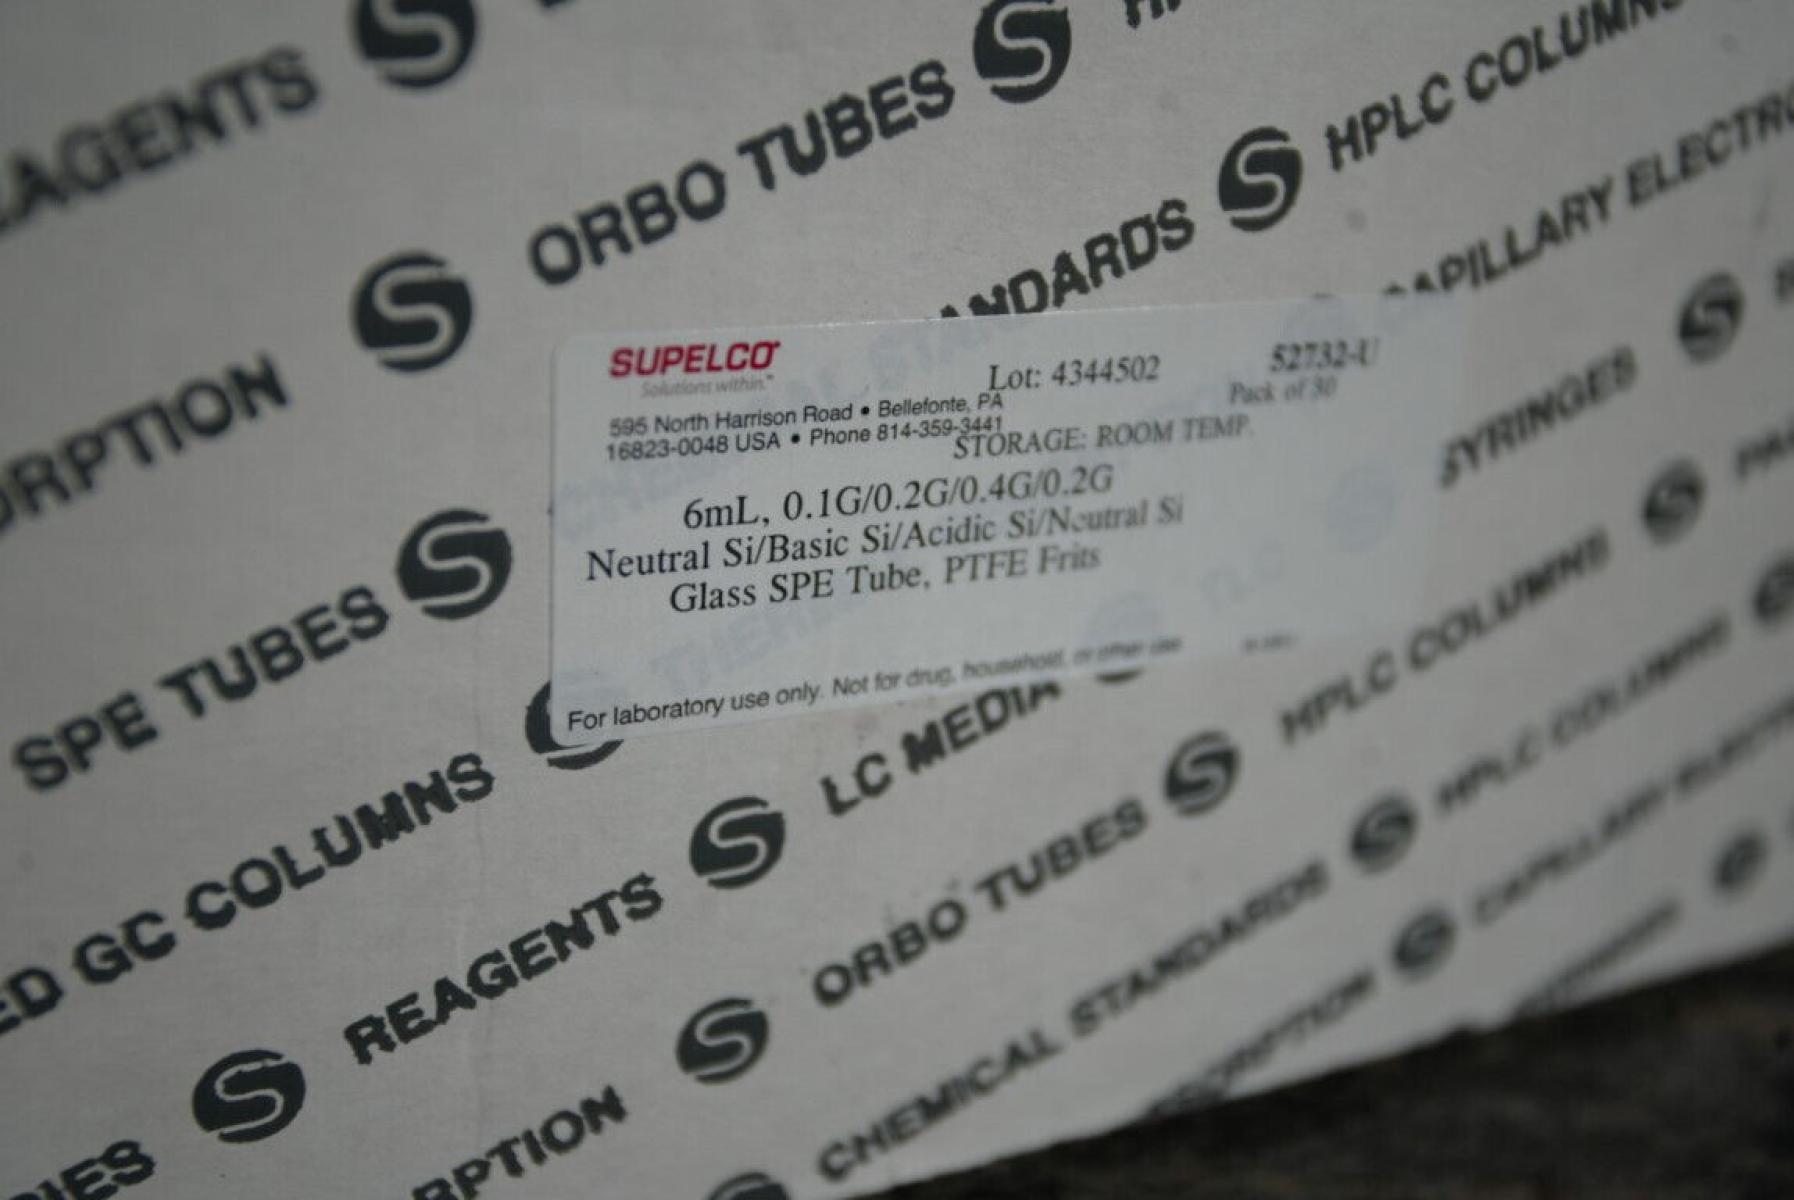 REAGENTS
ORBO TUBES
HPLC COLUMNS
STANDARDS
CAPILLARY
SYRINGES
SPE TUBES
SUPELCO
Solutions within.™
595 North Harrison Road • Bellefonte, PA
16823-0048 USA • Phone 814-359-3441
Lot: 4344502
52732-U
Pack of 30
STORAGE: ROOM TEMP.
6mL, 0.1G/0.2G/0.4G/0.2G
Neutral Si/Basic Si/Acidic Si/Neutral Si
Glass SPE Tube, PTFE Frits
For laboratory use only. Not for drug, household, or other use
GC COLUMNS
LC MEDIA
HPLC COLUMNS
REAGENTS
ORBO TUBES
HPLC COLUMNS
CHEMICAL STANDARDS
CAPILLARY